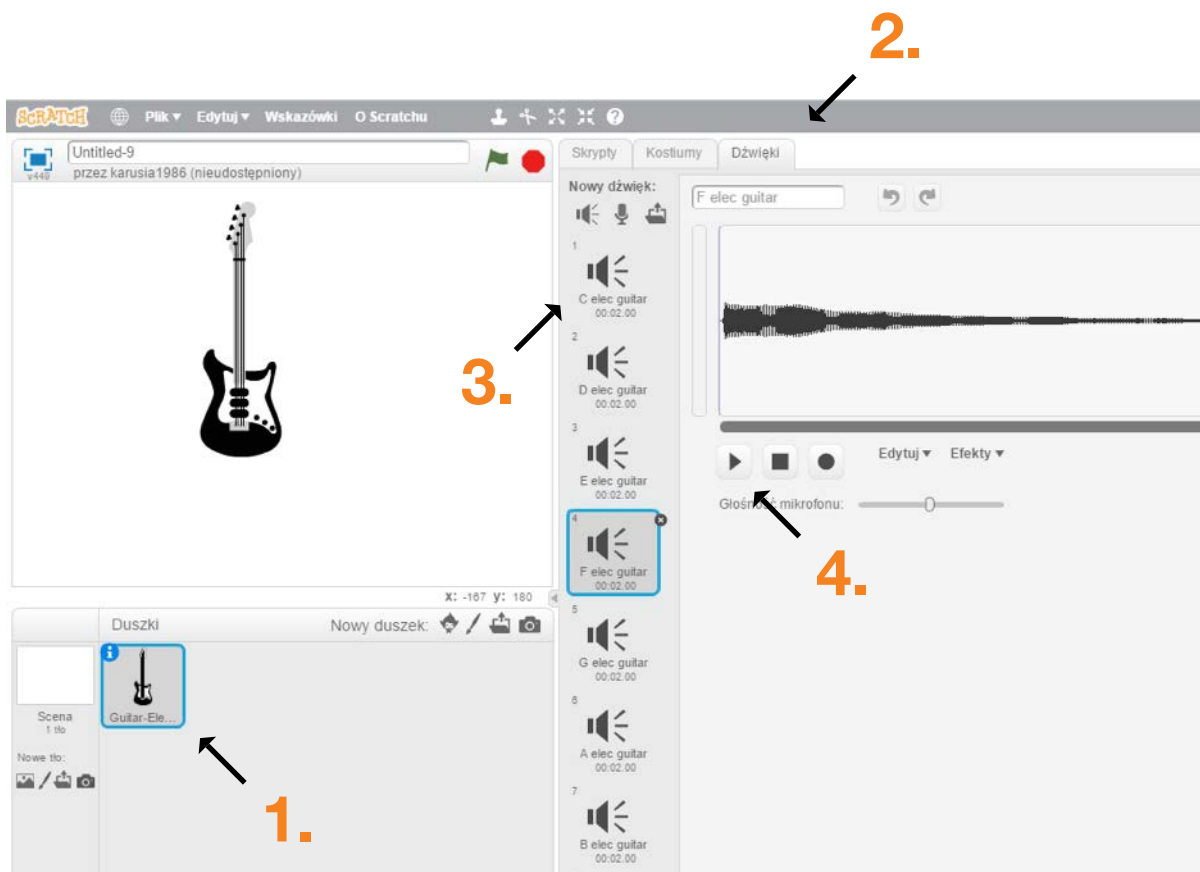 2.
SCRATCH Plik Edytuj Wskazówki O Scratchu
Untitled-9
v449 przez karusia1986 (nieudostępniony)
Skrypty Kostiumy Dźwięki
Nowy dźwięk:
F elec guitar
1
C elec guitar
00:02.00
3.
2
D elec guitar
00:02.00
3
E elec guitar
00:02.00
Edytuj Efekty
Głośność mikrofonu:
4.
4
F elec guitar
00:02.00
x: -167 y: 180
Duszki Nowy duszek:
Scena
1 tło
Nowe tło:
Guitar-Ele...
1.
5
G elec guitar
00:02.00
6
A elec guitar
00:02.00
7
B elec guitar
00:02.00